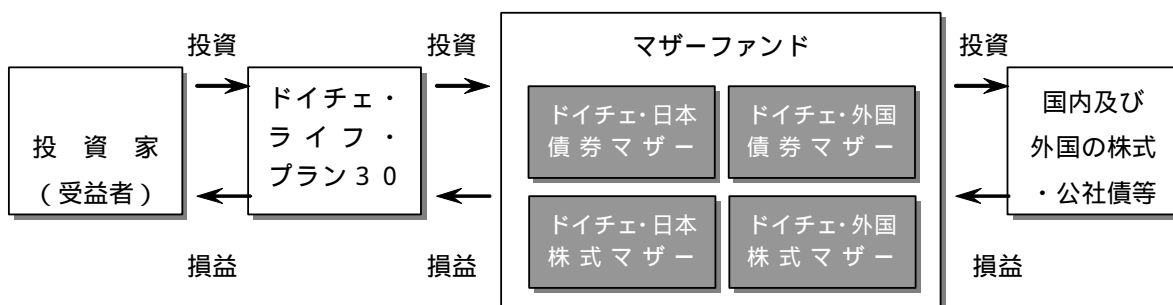 投資
投資
マザーファンド
投資
投資家
（受益者）
ドイチェ・
ライフ・
プラン３０
ドイチェ・日本
債券マザー
ドイチェ・外国
債券マザー
ドイチェ・日本
株式マザー
ドイチェ・外国
株式マザー
国内及び
外国の株式
・公社債等
損益
損益
損益